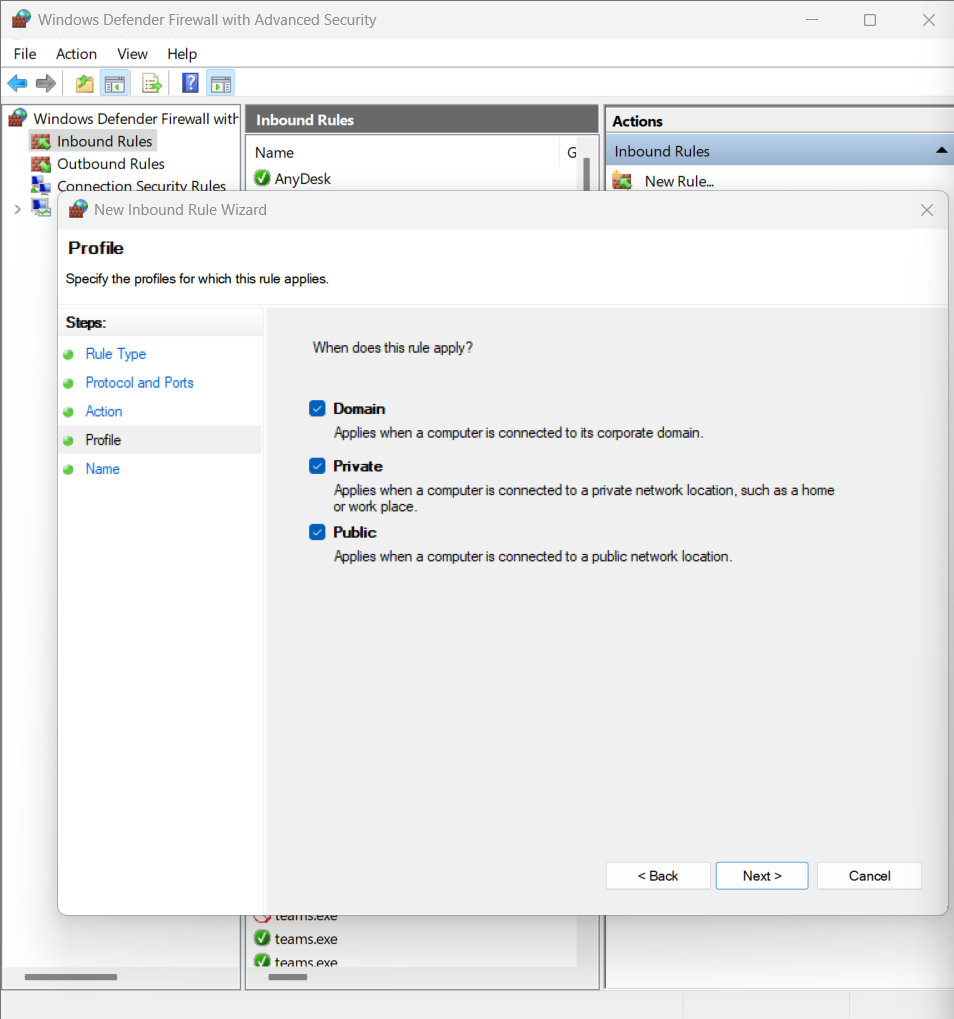 Windows Defender Firewall with Advanced Security
File Action View Help
Windows Defender Firewall with
Inbound Rules
Outbound Rules
Connection Security Rules
Inbound Rules
Name G
AnyDesk
Actions
Inbound Rules
New Rule...
New Inbound Rule Wizard
Profile
Specify the profiles for which this rule applies.
Steps:
Rule Type
Protocol and Ports
Action
Profile
Name
When does this rule apply?
Domain
Applies when a computer is connected to its corporate domain.
Private
Applies when a computer is connected to a private network location, such as a home
or work place.
Public
Applies when a computer is connected to a public network location.
< Back
Next >
Cancel
teams.exe
teams.exe
teams.exe